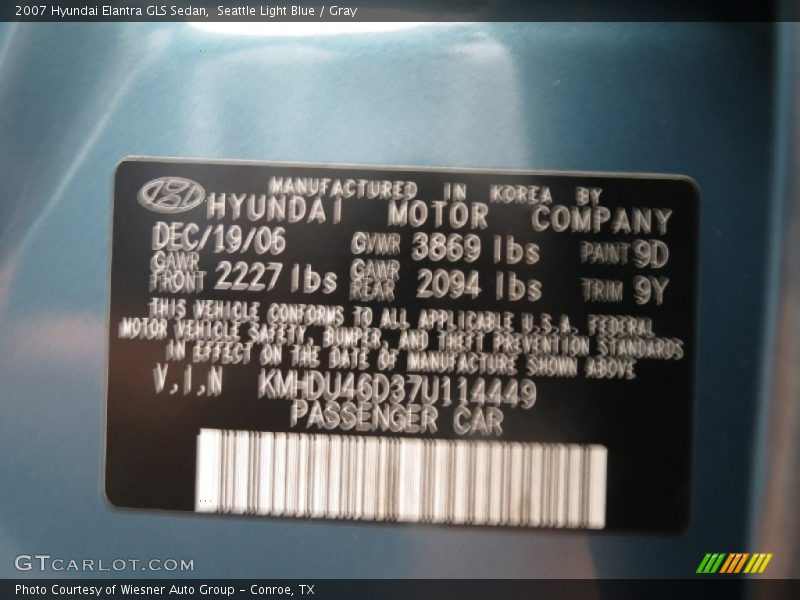 2007 Hyundai Elantra GLS Sedan,  Seattle Light Blue / Gray
MANUFACTURED IN KOREA BY
HYUNDAI MOTOR COMPANY
DEC/19/06 GVWR 3869 lbs PAINT 9D
GAWR FRONT 2227 lbs GAWR REAR 2094 lbs TRIM 9Y
THIS VEHICLE CONFORMS TO ALL APPLICABLE U.S.A. FEDERAL
MOTOR VEHICLE SAFETY, BUMPER, AND THEFT PREVENTION STANDARDS
IN EFFECT ON THE DATE OF MANUFACTURE SHOWN ABOVE
V.I.N KMHDU46D37U114449
PASSENGER CAR
GTCARLOT.COM
Photo Courtesy of Wiesner Auto Group - Conroe, TX